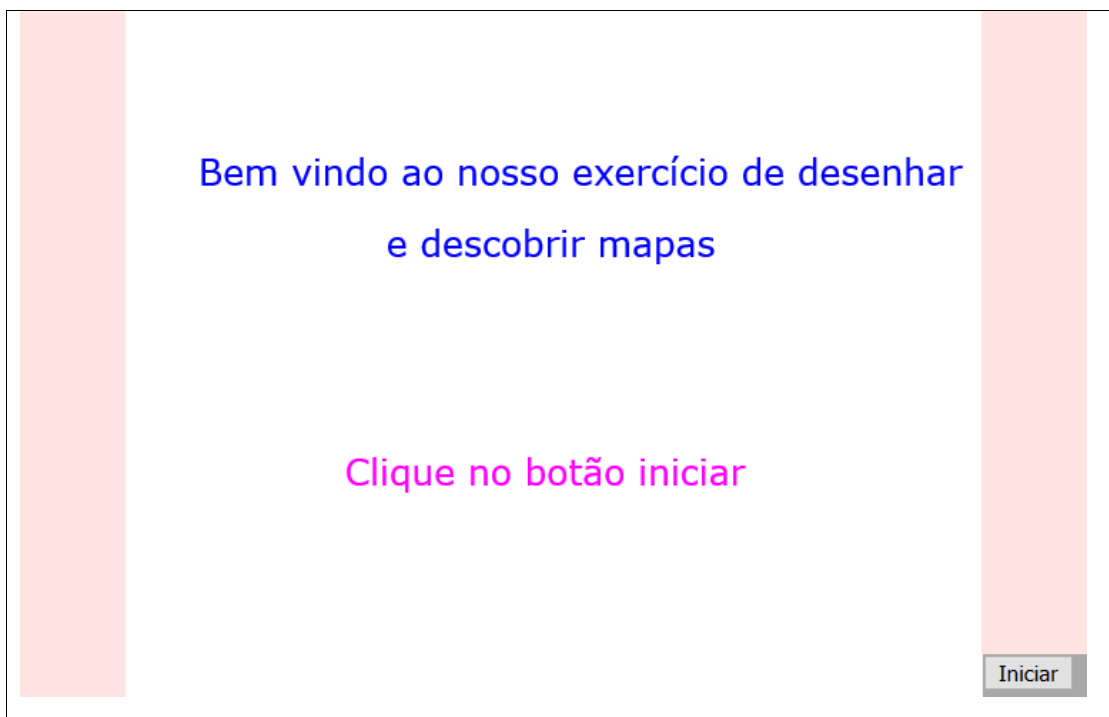 Bem vindo ao nosso exercício de desenhar
e descobrir mapas
Clique no botão iniciar
Iniciar